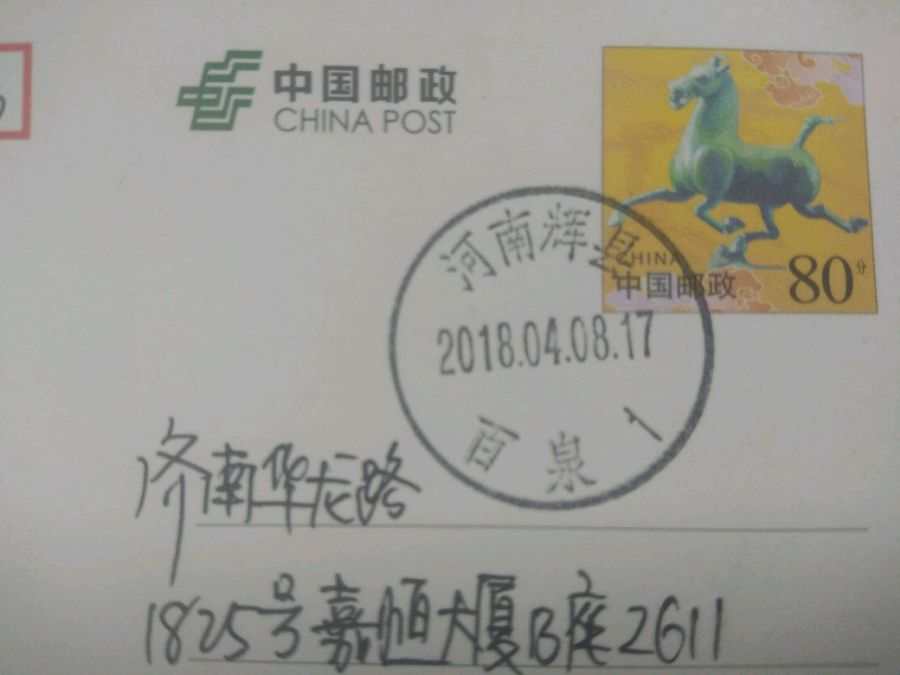 中国邮政
CHINA POST
河南辉县
CHINA
中国邮政
80分
2018.04.08.17
百泉 1
济南华龙路
1825号嘉恒大厦B座2611